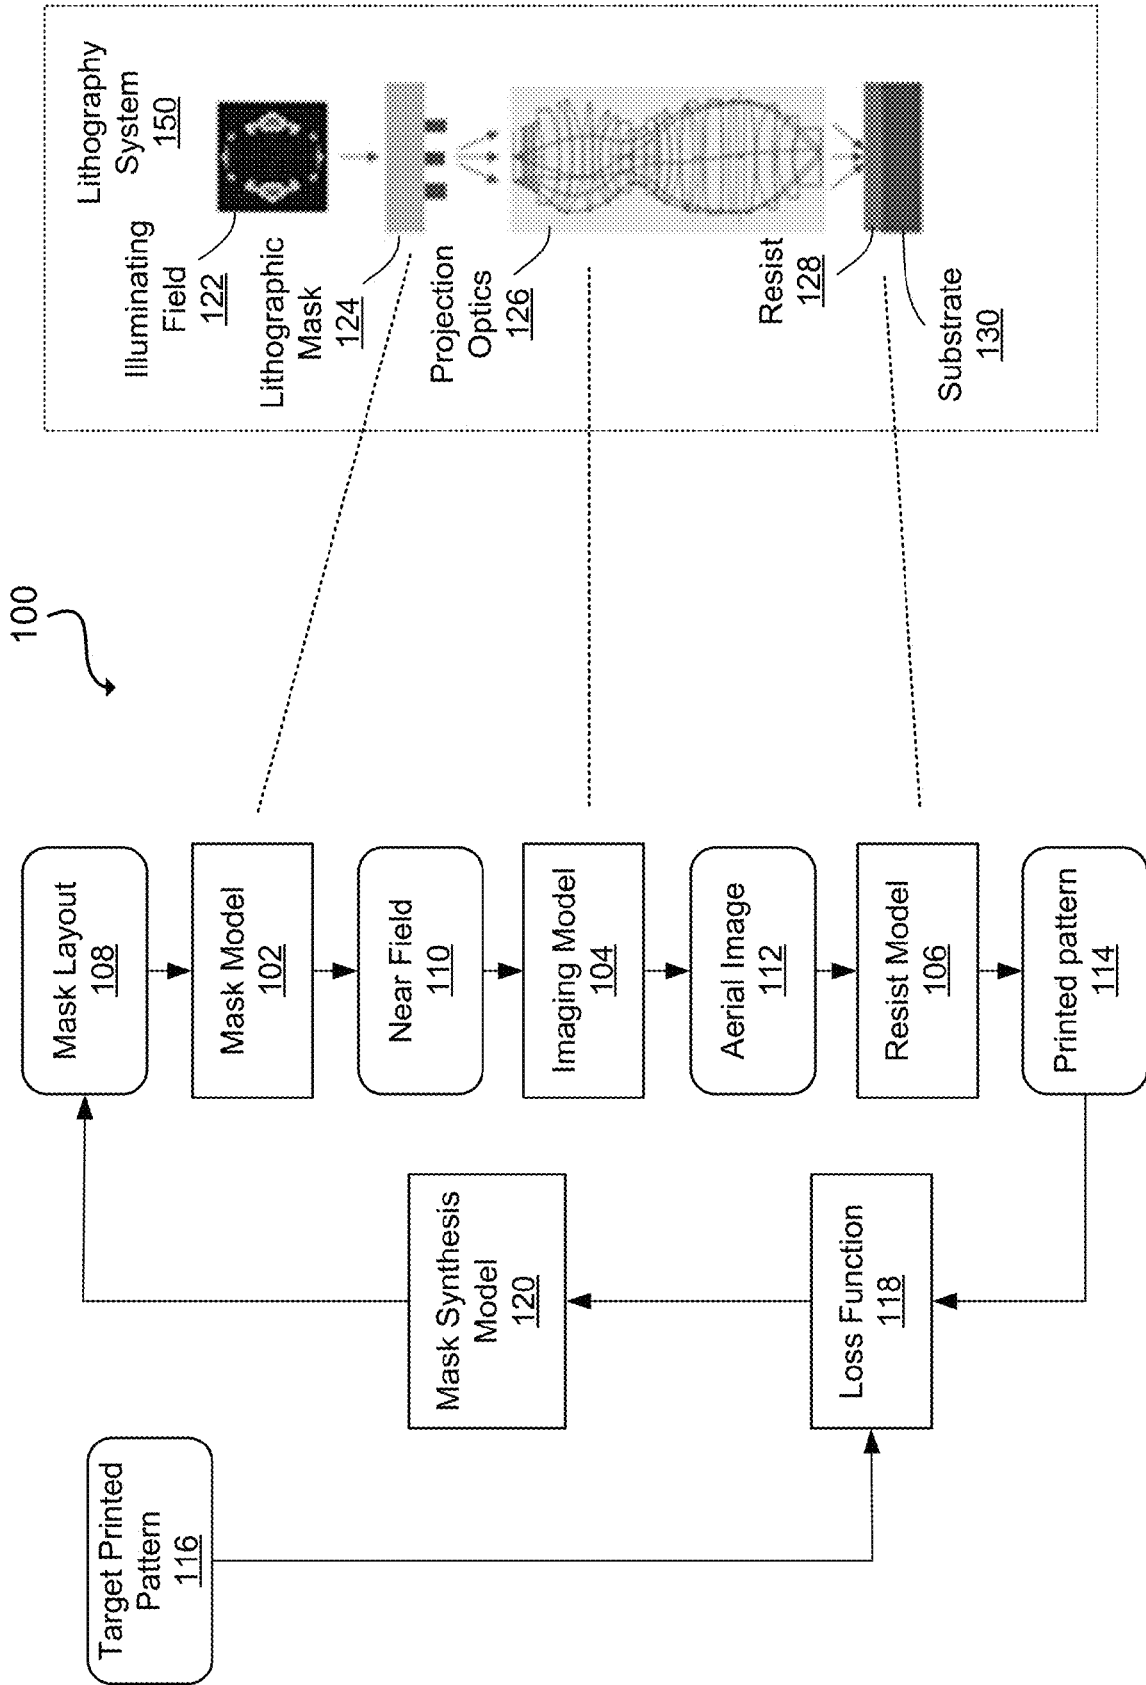 100
Target Printed
Pattern
116
Mask Synthesis
Model
120
Loss Function
118
Mask Layout
108
Mask Model
102
Near Field
110
Imaging Model
104
Aerial Image
112
Resist Model
106
Printed pattern
114
Lithography
System
150
Illuminating
Field
122
Lithographic
Mask
124
Projection
Optics
126
Resist
128
Substrate
130